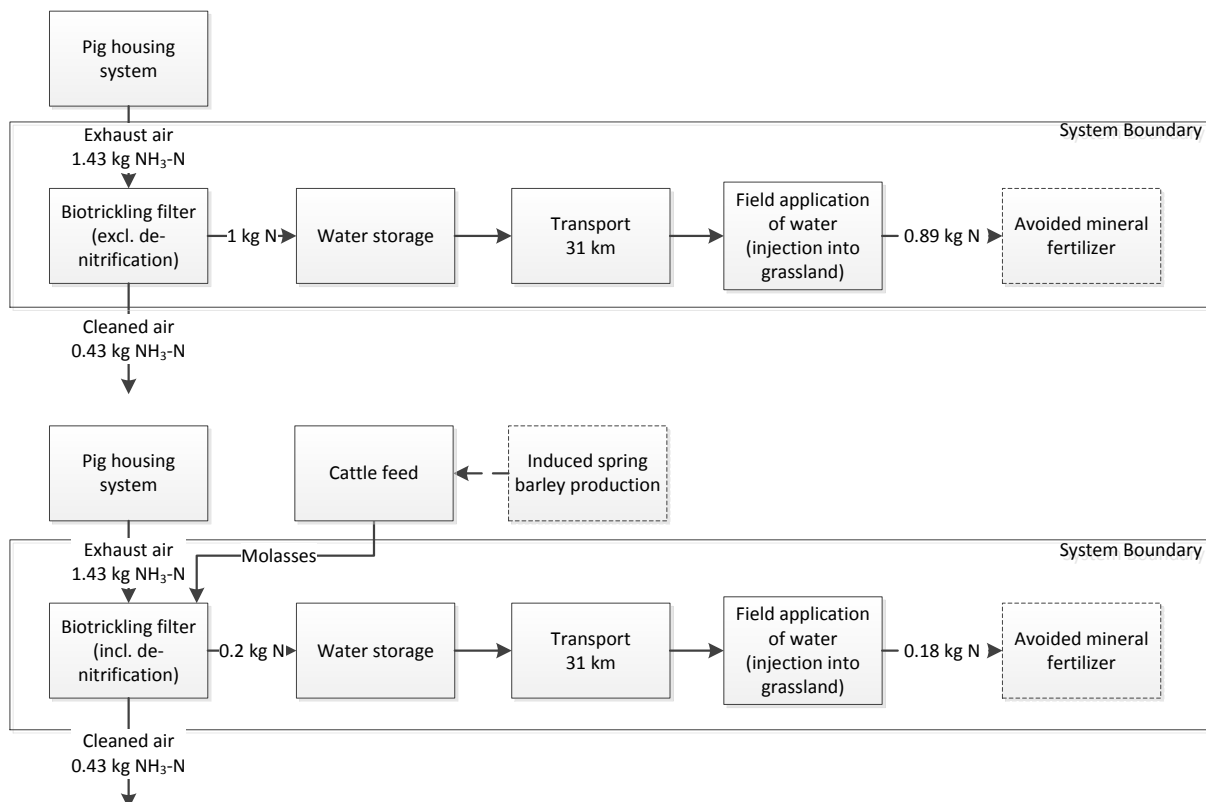 Pig housing
system
System Boundary
Exhaust air
1.43 kg NH₃-N
Biotrickling filter
(excl. de-
nitrification)
1 kg N
Water storage
Transport
31 km
Field application
of water
(injection into
grassland)
0.89 kg N
Avoided mineral
fertilizer
Cleaned air
0.43 kg NH₃-N
Pig housing
system
Cattle feed
Induced spring
barley production
System Boundary
Exhaust air
1.43 kg NH₃-N
Molasses
Biotrickling filter
(incl. de-
nitrification)
0.2 kg N
Water storage
Transport
31 km
Field application
of water
(injection into
grassland)
0.18 kg N
Avoided mineral
fertilizer
Cleaned air
0.43 kg NH₃-N